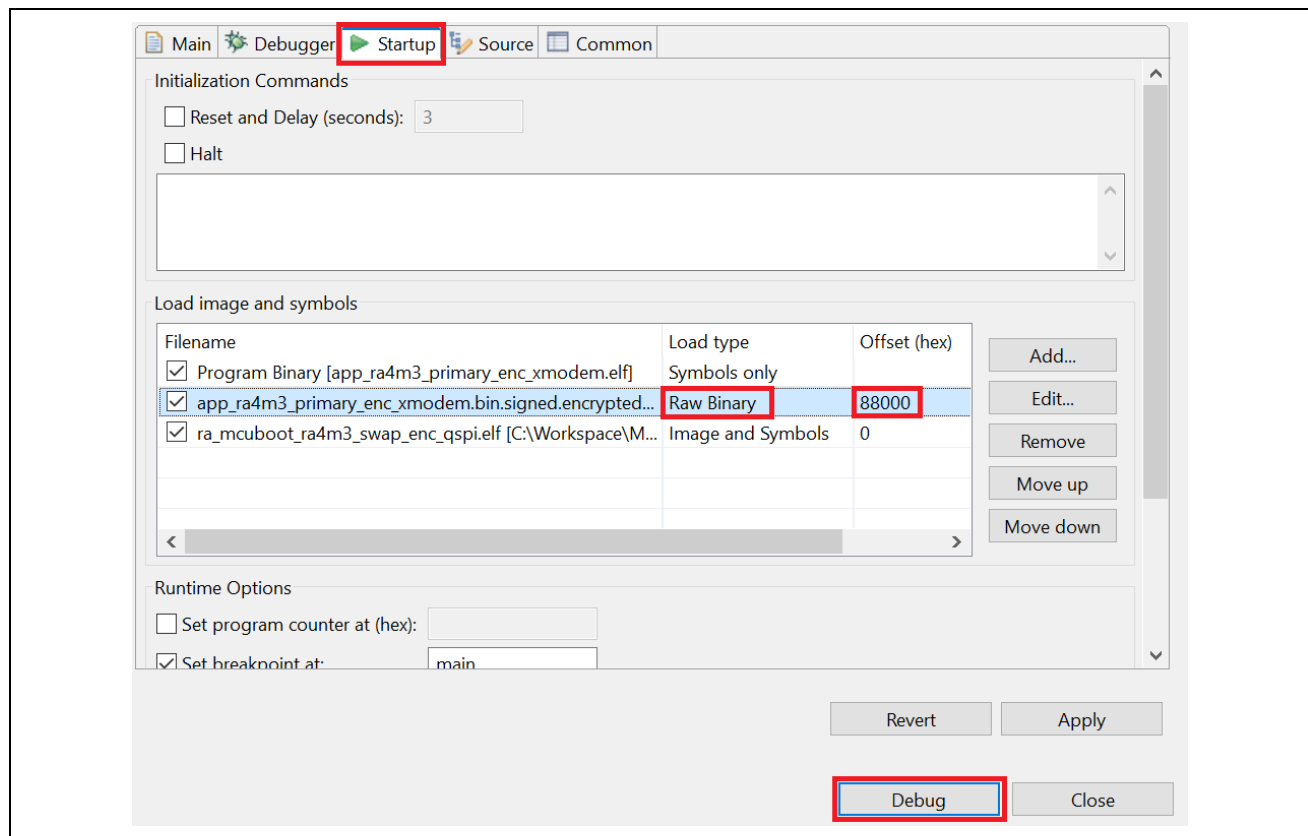 Main Debugger Startup Source Common
Initialization Commands
Reset and Delay (seconds): 3
Halt
Load image and symbols
Filename Load type Offset (hex)
Program Binary [app_ra4m3_primary_enc_xmodem.elf] Symbols only
app_ra4m3_primary_enc_xmodem.bin.signed.encrypted... Raw Binary 88000
ra_mcuboot_ra4m3_swap_enc_qspi.elf [C:\Workspace\M... Image and Symbols 0
Add...
Edit...
Remove
Move up
Move down
Runtime Options
Set program counter at (hex):
Set breakpoint at: main
Revert Apply
Debug Close